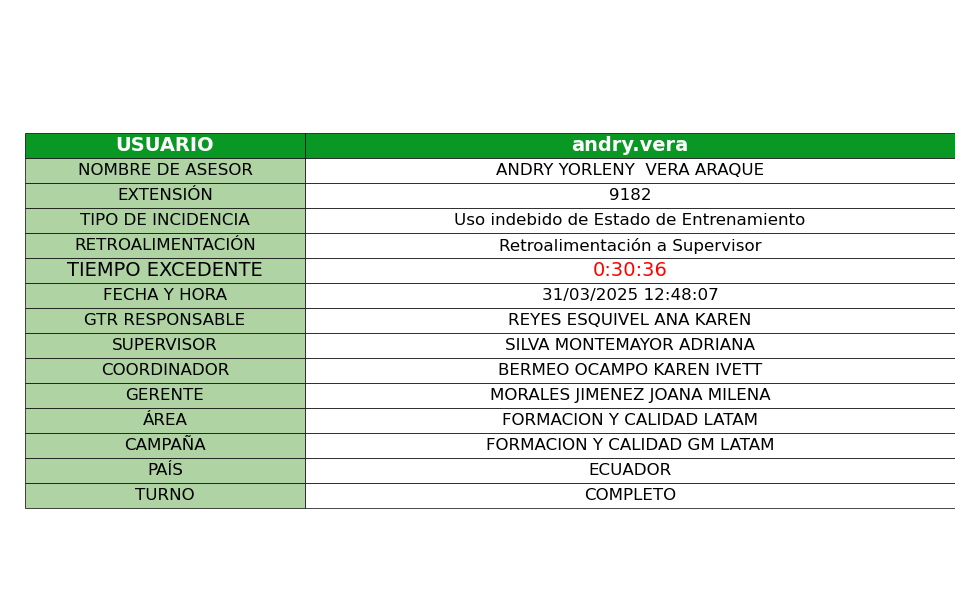 USUARIO andry.vera
NOMBRE DE ASESOR ANDRY YORLENY  VERA ARAQUE
EXTENSIÓN 9182
TIPO DE INCIDENCIA Uso indebido de Estado de Entrenamiento
RETROALIMENTACIÓN Retroalimentación a Supervisor
TIEMPO EXCEDENTE 0:30:36
FECHA Y HORA 31/03/2025 12:48:07
GTR RESPONSABLE REYES ESQUIVEL ANA KAREN
SUPERVISOR SILVA MONTEMAYOR ADRIANA
COORDINADOR BERMEO OCAMPO KAREN IVETT
GERENTE MORALES JIMENEZ JOANA MILENA
ÁREA FORMACION Y CALIDAD LATAM
CAMPAÑA FORMACION Y CALIDAD GM LATAM
PAÍS ECUADOR
TURNO COMPLETO